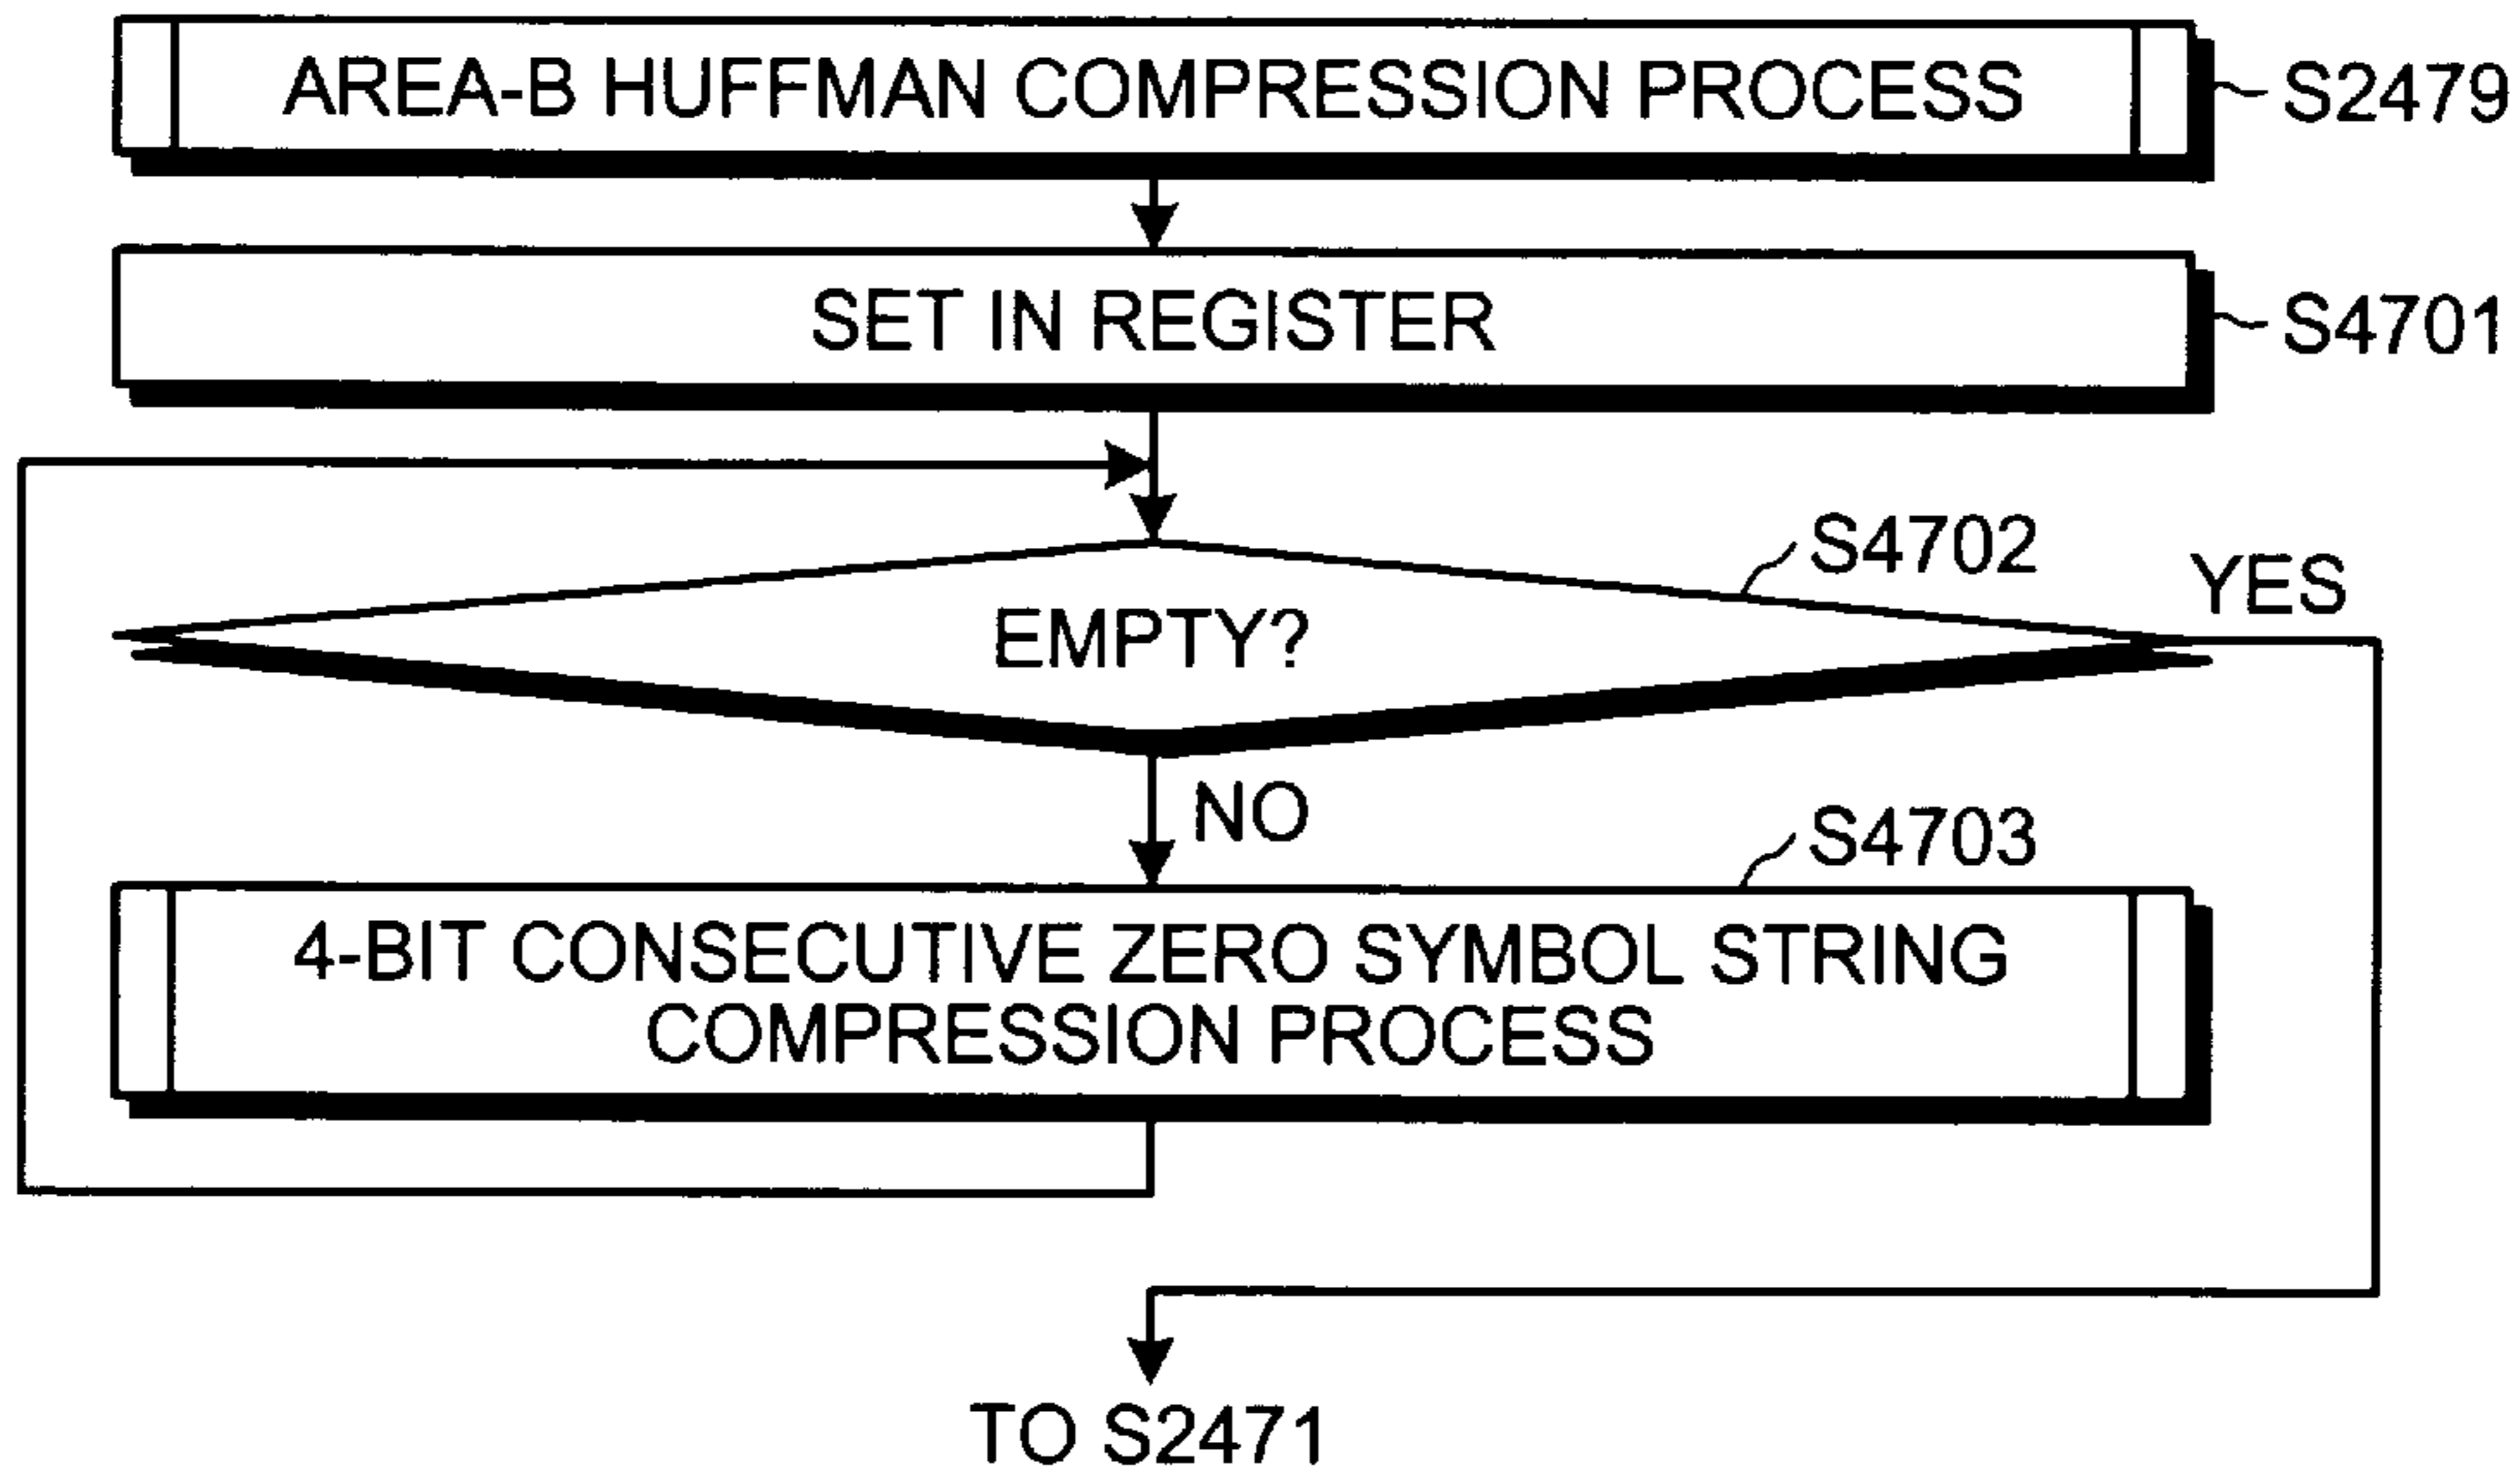 AREA-B HUFFMAN COMPRESSION PROCESS
S2479
SET IN REGISTER
S4701
S4702
YES
EMPTY?
NO
S4703
4-BIT CONSECUTIVE ZERO SYMBOL STRING
COMPRESSION PROCESS
TO S2471